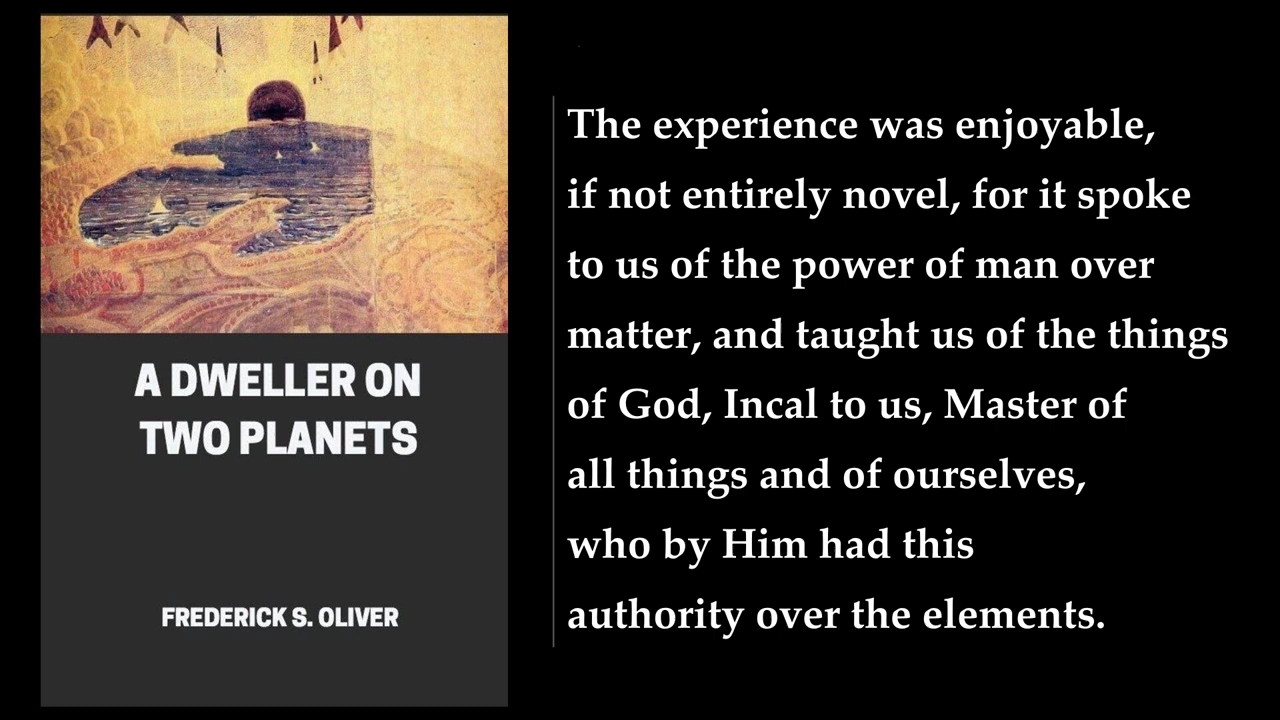 A DWELLER ON
TWO PLANETS
FREDERICK S. OLIVER
The experience was enjoyable,
if not entirely novel, for it spoke
to us of the power of man over
matter, and taught us of the things
of God, Incal to us, Master of
all things and of ourselves,
who by Him had this
authority over the elements.